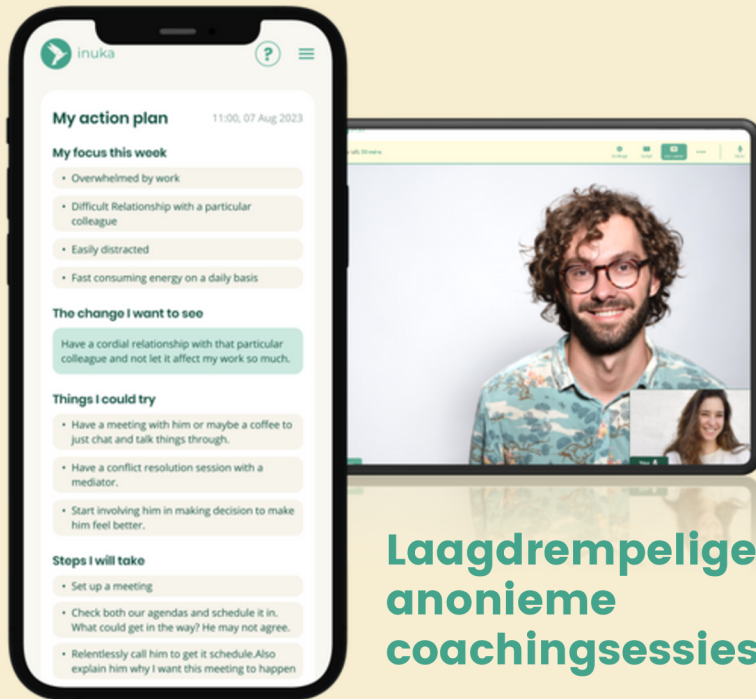 inuka
?
My action plan
11:00, 07 Aug 2023
My focus this week
• Overwhelmed by work
• Difficult Relationship with a particular
colleague
• Easily distracted
• Fast consuming energy on a daily basis
The change I want to see
Have a cordial relationship with that particular
colleague and not let it affect my work so much.
Things I could try
• Have a meeting with him or maybe a coffee to
just chat and talk things through.
• Have a conflict resolution session with a
mediator.
• Start involving him in making decision to make
him feel better.
Steps I will take
• Set up a meeting
• Check both our agendas and schedule it in.
What could get in the way? He may not agree.
• Relentlessly call him to get it schedule.Also
explain him why I want this meeting to happen
Laagdrempelige
anonieme
coachingsessies